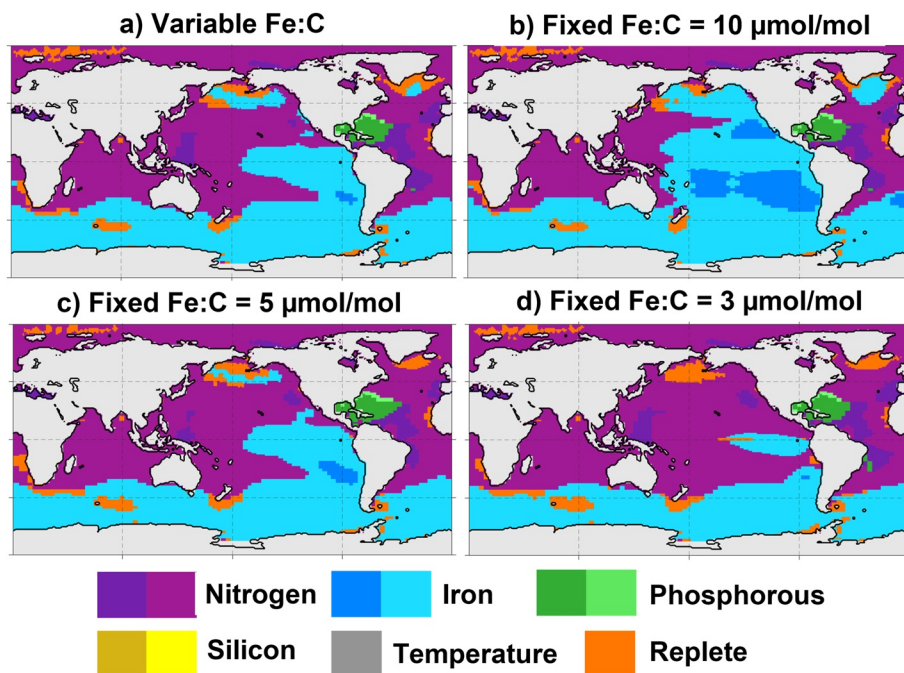 a) Variable Fe:C
b) Fixed Fe:C = 10 µmol/mol
c) Fixed Fe:C = 5 µmol/mol
d) Fixed Fe:C = 3 µmol/mol
Nitrogen
Iron
Phosphorous
Silicon
Temperature
Replete